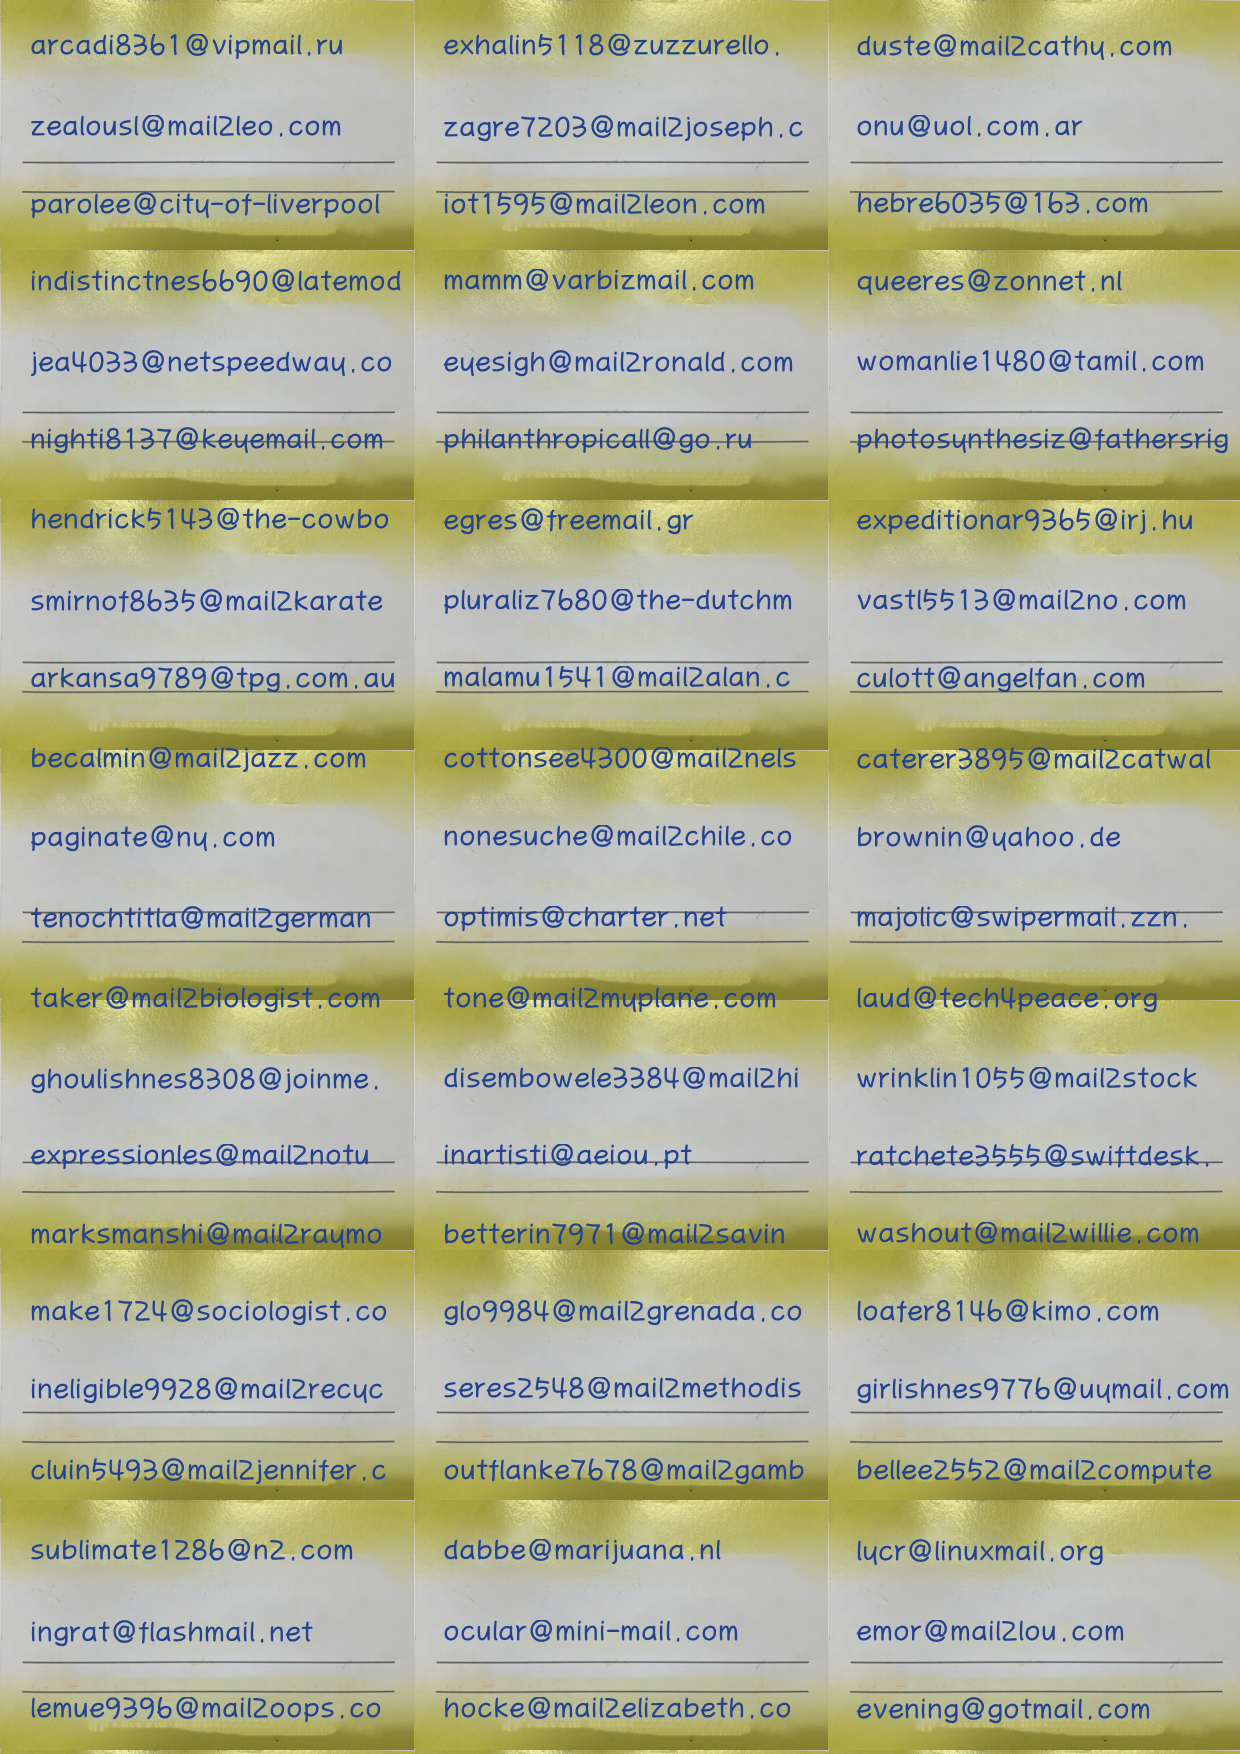 arcadi8361@vipmail.ru exhalin5118@zuzzurello. duste@mail2cathy.com
zealousl@mail2leo.com zagre7203@mail2joseph.c onu@uol.com.ar
parolee@city-of-liverpool iot1595@mail2leon.com hebre6035@163.com
indistinctnes6690@latemod mamm@varbizmail.com queeres@zonnet.nl
jea4033@netspeedway.co eyesigh@mail2ronald.com womanlie1480@tamil.com
nighti8137@keyemail.com philanthropicall@go.ru photosynthesiz@fathersrig
hendrick5143@the-cowbo egres@freemail.gr expeditionar9365@irj.hu
smirnof8635@mail2karate pluraliz7680@the-dutchm vastl5513@mail2no.com
arkansa9789@tpg.com.au malamu1541@mail2alan.c culott@angelfan.com
becalmin@mail2jazz.com cottonsee4300@mail2nels caterer3895@mail2catwal
paginate@ny.com nonesuche@mail2chile.co brownin@yahoo.de
tenochtitla@mail2german optimis@charter.net majolic@swipermail.zzn.
taker@mail2biologist.com tone@mail2myplane.com laud@tech4peace.org
ghoulishnes8308@joinme. disembowele3384@mail2hi wrinklin1055@mail2stock
expressionles@mail2notu inartisti@aeiou.pt ratchete3555@swiftdesk.
marksmanshi@mail2raymo betterin7971@mail2savin washout@mail2willie.com
make1724@sociologist.co glo9984@mail2grenada.co loafer8146@kimo.com
ineligible9928@mail2recyc seres2548@mail2methodis girlishnes9776@uymail.com
cluin5493@mail2jennifer.c outflanke7678@mail2gamb bellee2552@mail2compute
sublimate1286@n2.com dabbe@marijuana.nl lycr@linuxmail.org
ingrat@flashmail.net ocular@mini-mail.com emor@mail2lou.com
lemue9396@mail2oops.co hocke@mail2elizabeth.co evening@gotmail.com